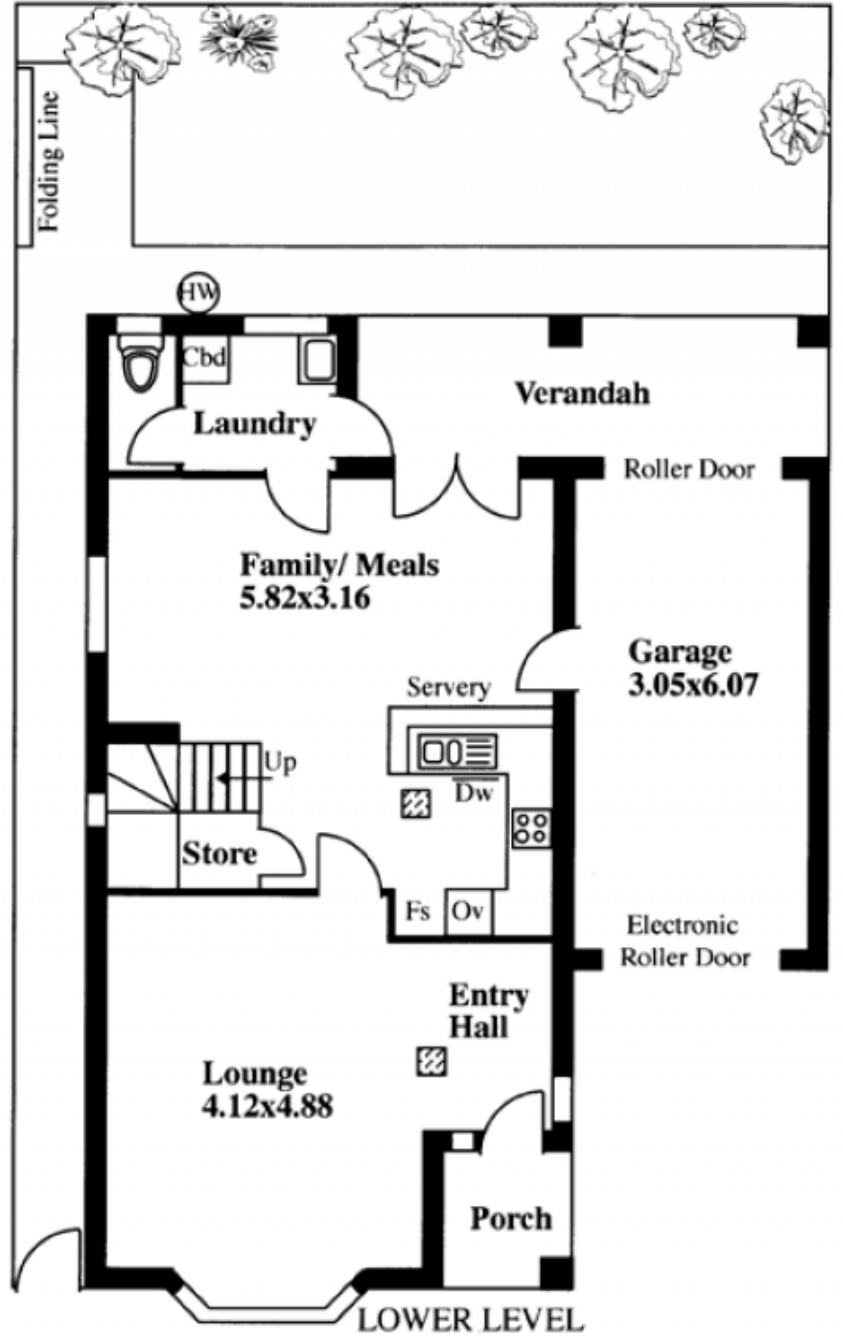 Folding Line
HW
Cbd
Laundry
Verandah
Roller Door
Family/ Meals
5.82x3.16
Garage
3.05x6.07
Servery
Up
Dw
Store
Fs
Ov
Electronic
Roller Door
Entry
Hall
Lounge
4.12x4.88
Porch
LOWER LEVEL